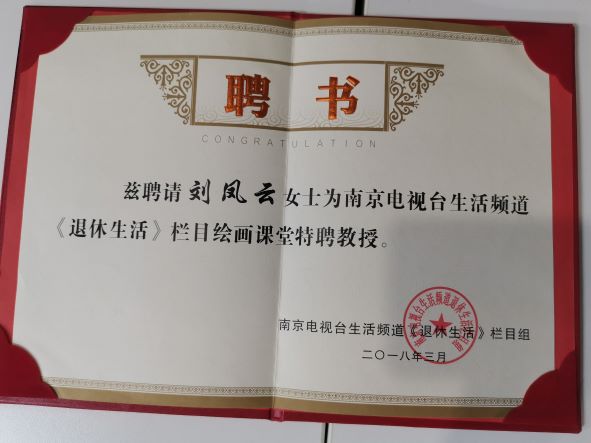 聘 书
CONGRATULATION
兹聘请刘凤云女士为南京电视台生活频道
《退休生活》栏目绘画课堂特聘教授。
南京电视台生活频道《退休生活》栏目组
二〇一八年三月